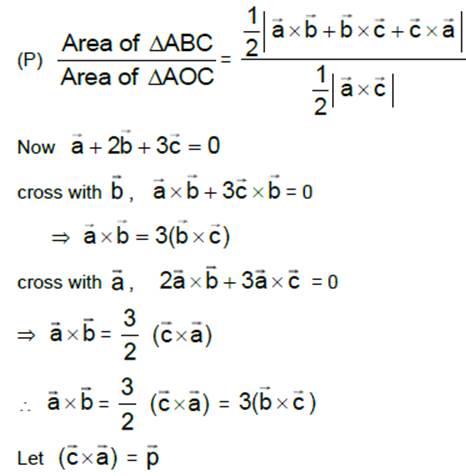 (P) $\frac{\text{Area of } \Delta ABC}{\text{Area of } \Delta AOC} = \frac{\frac{1}{2}|\vec{a} \times \vec{b} + \vec{b} \times \vec{c} + \vec{c} \times \vec{a}|}{\frac{1}{2}|\vec{a} \times \vec{c}|}$
Now $\vec{a} + 2\vec{b} + 3\vec{c} = 0$
cross with $\vec{b}$, $\vec{a} \times \vec{b} + 3\vec{c} \times \vec{b} = 0$
$\Rightarrow \vec{a} \times \vec{b} = 3(\vec{b} \times \vec{c})$
cross with $\vec{a}$, $2\vec{a} \times \vec{b} + 3\vec{a} \times \vec{c} = 0$
$\Rightarrow \vec{a} \times \vec{b} = \frac{3}{2} (\vec{c} \times \vec{a})$
$\therefore \vec{a} \times \vec{b} = \frac{3}{2} (\vec{c} \times \vec{a}) = 3(\vec{b} \times \vec{c})$
Let $(\vec{c} \times \vec{a}) = \vec{p}$